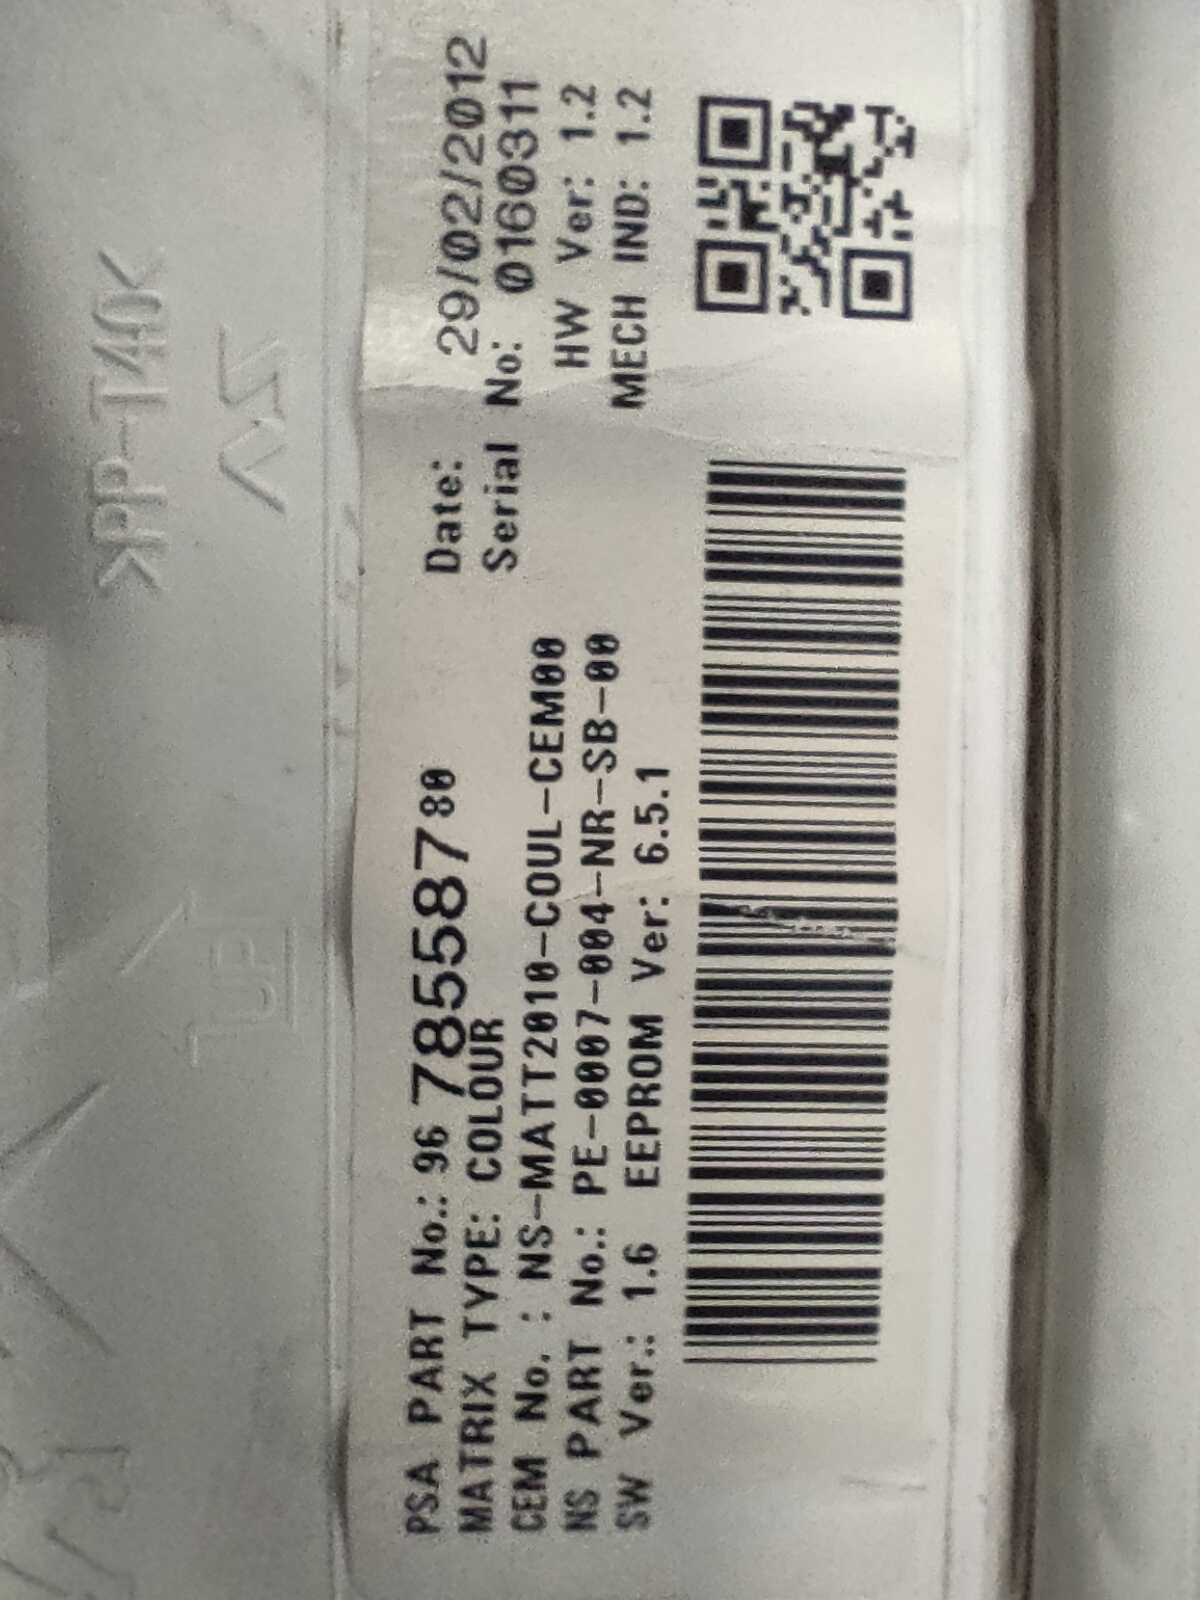 >PP-T40<
PSA PART No.: 96 7855587 80
MATRIX TYPE: COLOUR
CEM No. : NS-MATT2010-COUL-CEM00
NS PART No.: PE-0007-004-NR-SB-00
SW Ver.: 1.6 EEPROM Ver: 6.5.1
Date: 29/02/2012
Serial No: 0160311
HW Ver: 1.2
MECH IND: 1.2